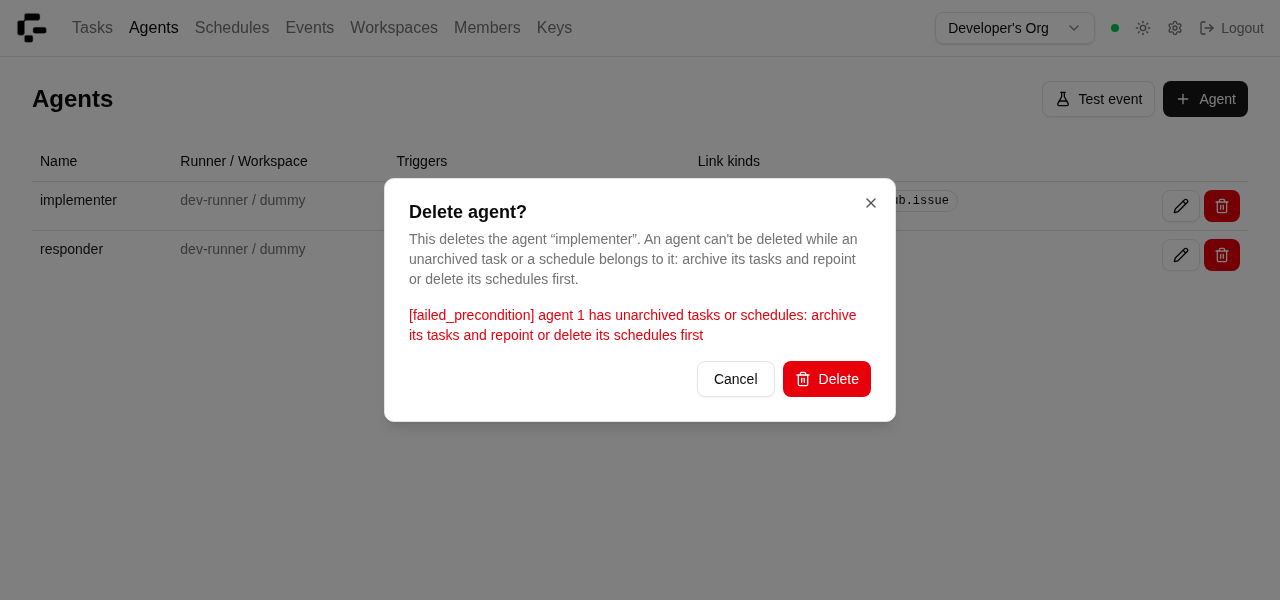 Tasks Agents Schedules Events Workspaces Members Keys Developer's Org Logout
Agents Test event Agent
Name Runner / Workspace Triggers Link kinds
implementer dev-runner / dummy
responder dev-runner / dummy
Delete agent?
This deletes the agent “implementer”. An agent can't be deleted while an
unarchived task or a schedule belongs to it: archive its tasks and repoint
or delete its schedules first.
[failed_precondition] agent 1 has unarchived tasks or schedules: archive
its tasks and repoint or delete its schedules first
Cancel Delete